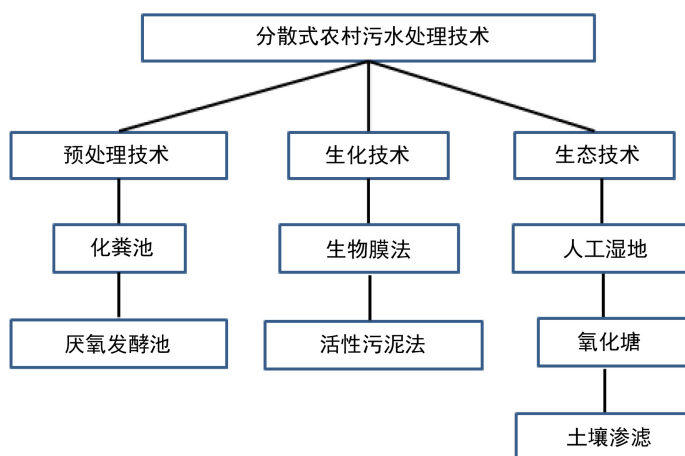 分散式农村污水处理技术
预处理技术
生化技术
生态技术
化粪池
生物膜法
人工湿地
厌氧发酵池
活性污泥法
氧化塘
土壤渗滤